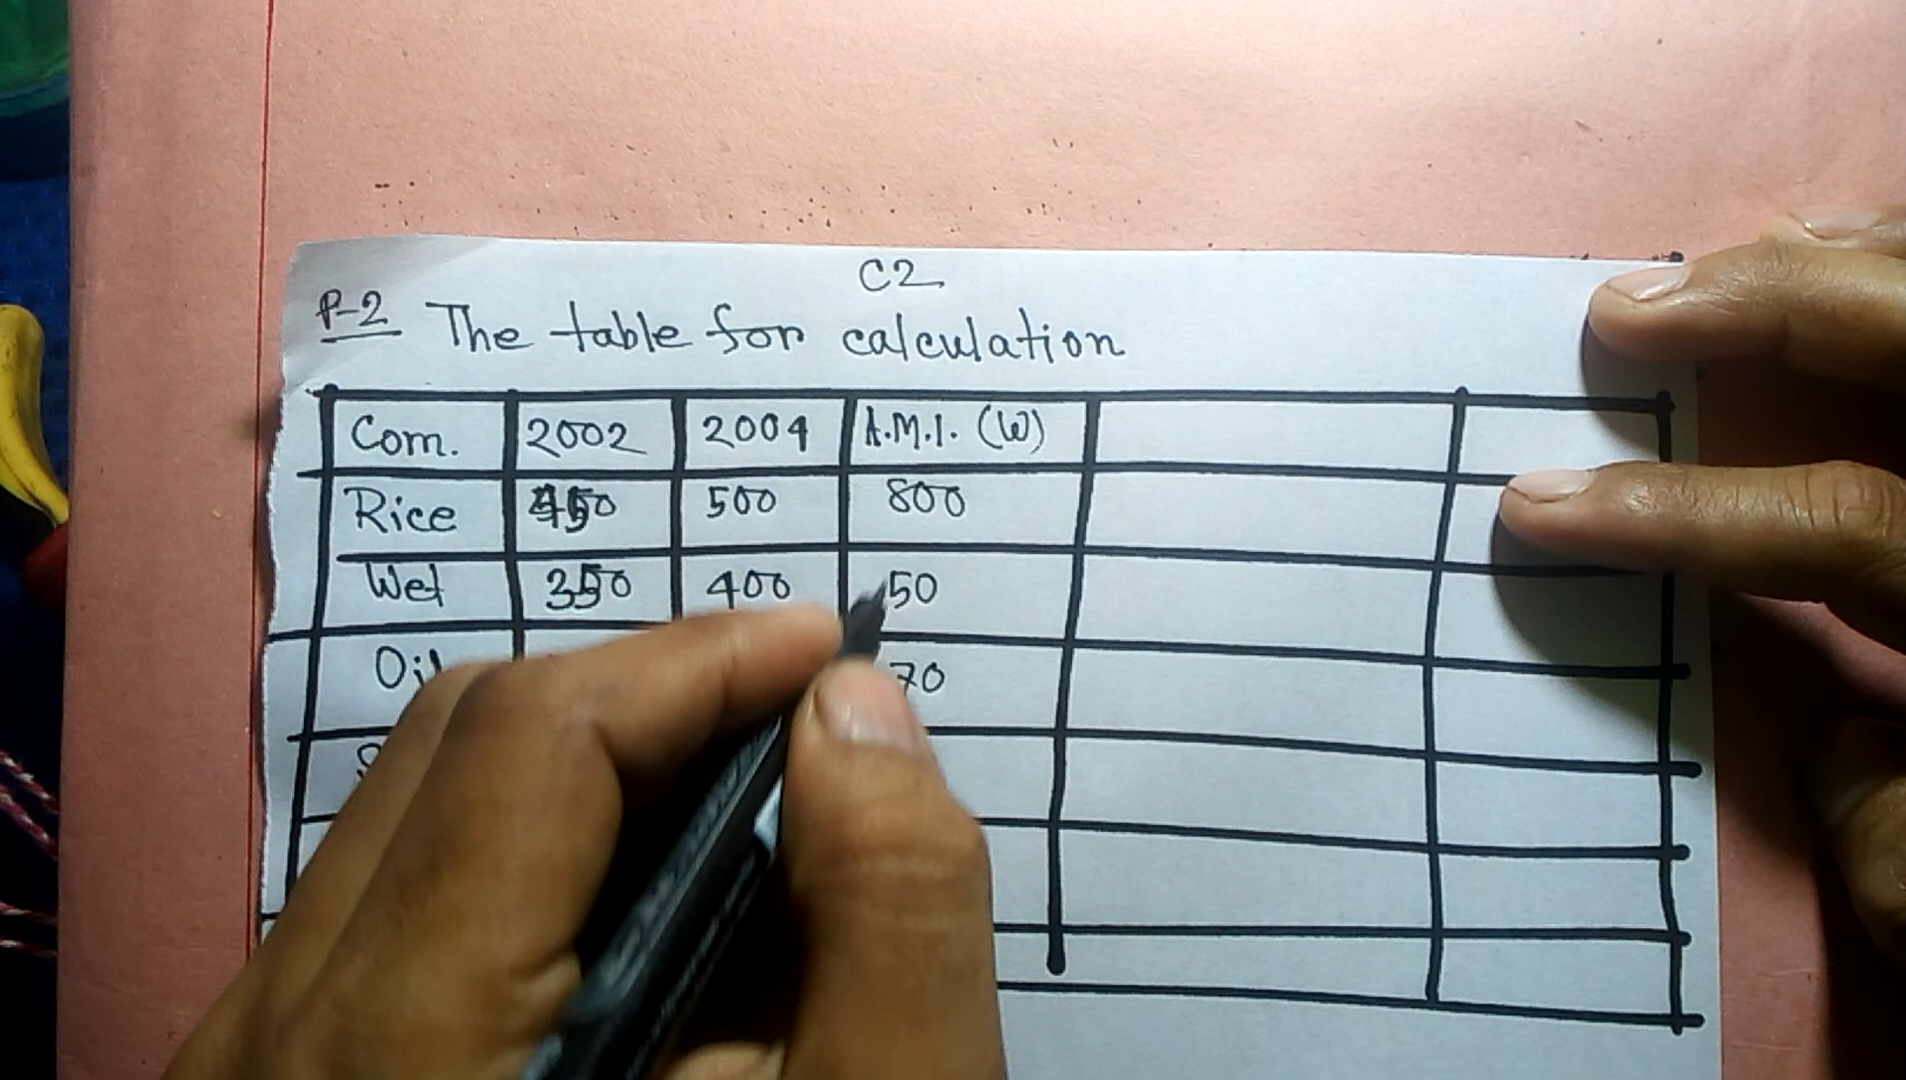 C2
P-2 The table for calculation
Com. 2002 2004 A.M.I. (W)
Rice 450 500 800
Wet 350 400 50
70